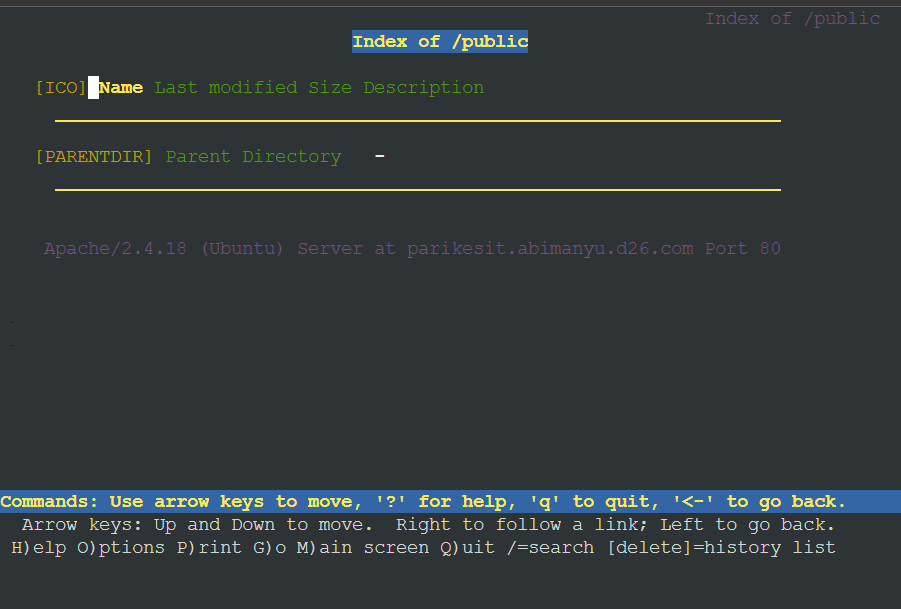 Index of /public
Index of /public
[ICO] Name Last modified Size Description
[PARENTDIR] Parent Directory -
Apache/2.4.18 (Ubuntu) Server at parikesit.abimanyu.d26.com Port 80
Commands: Use arrow keys to move, '?' for help, 'q' to quit, '<-' to go back.
Arrow keys: Up and Down to move. Right to follow a link; Left to go back.
H)elp O)ptions P)rint G)o M)ain screen Q)uit /=search [delete]=history list